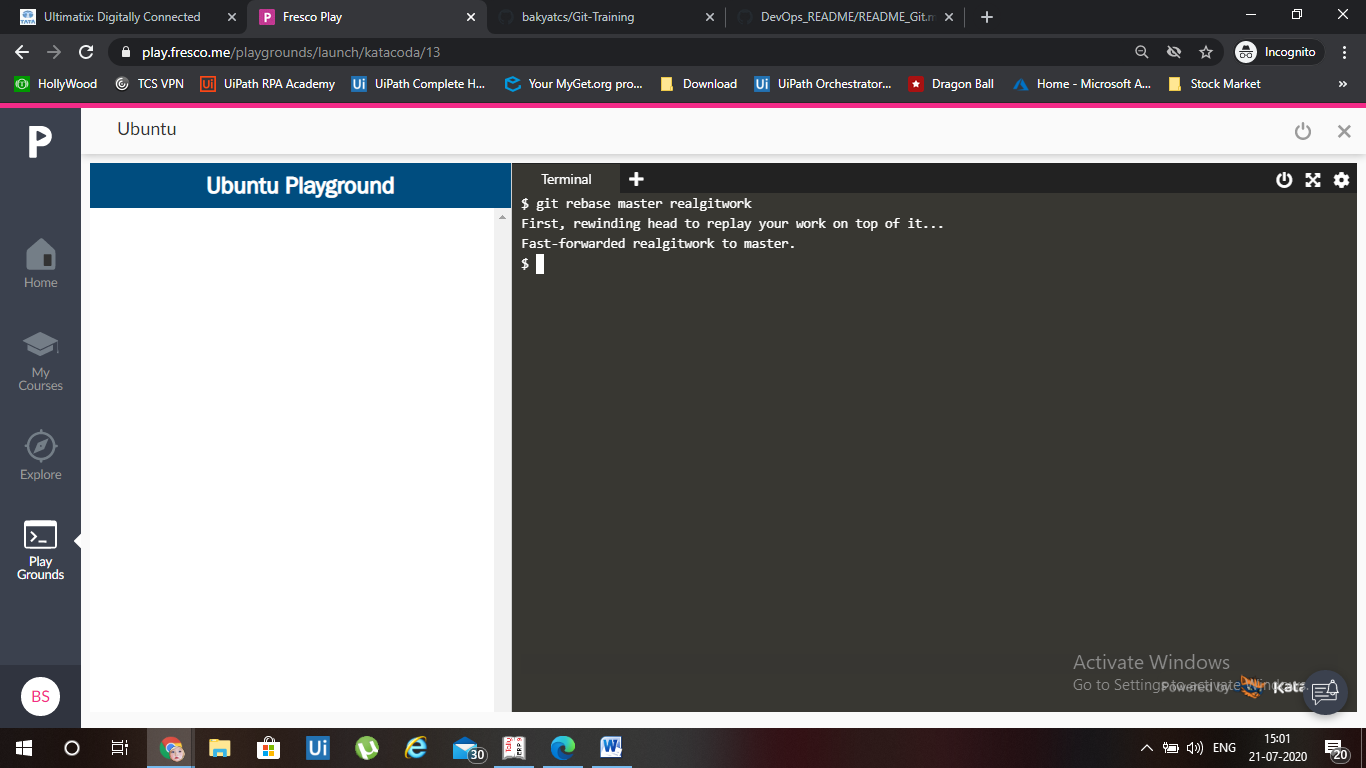 Ultimatix: Digitally Connected
Fresco Play
bakyatcs/Git-Training
DevOps_README/README_Git.m
play.fresco.me/playgrounds/launch/katacoda/13
Incognito
HollyWood
TCS VPN
UiPath RPA Academy
UiPath Complete H...
Your MyGet.org pro...
Download
UiPath Orchestrator...
Dragon Ball
Home - Microsoft A...
Stock Market
»
P
Ubuntu
Home
My
Courses
Explore
Play
Grounds
BS
Ubuntu Playground
Terminal
$ git rebase master realgitwork
First, rewinding head to replay your work on top of it...
Fast-forwarded realgitwork to master.
$
Activate Windows
Go to Settings to activate Windows.
Powered by
Kata
Ui
30
ENG
15:01
21-07-2020
20